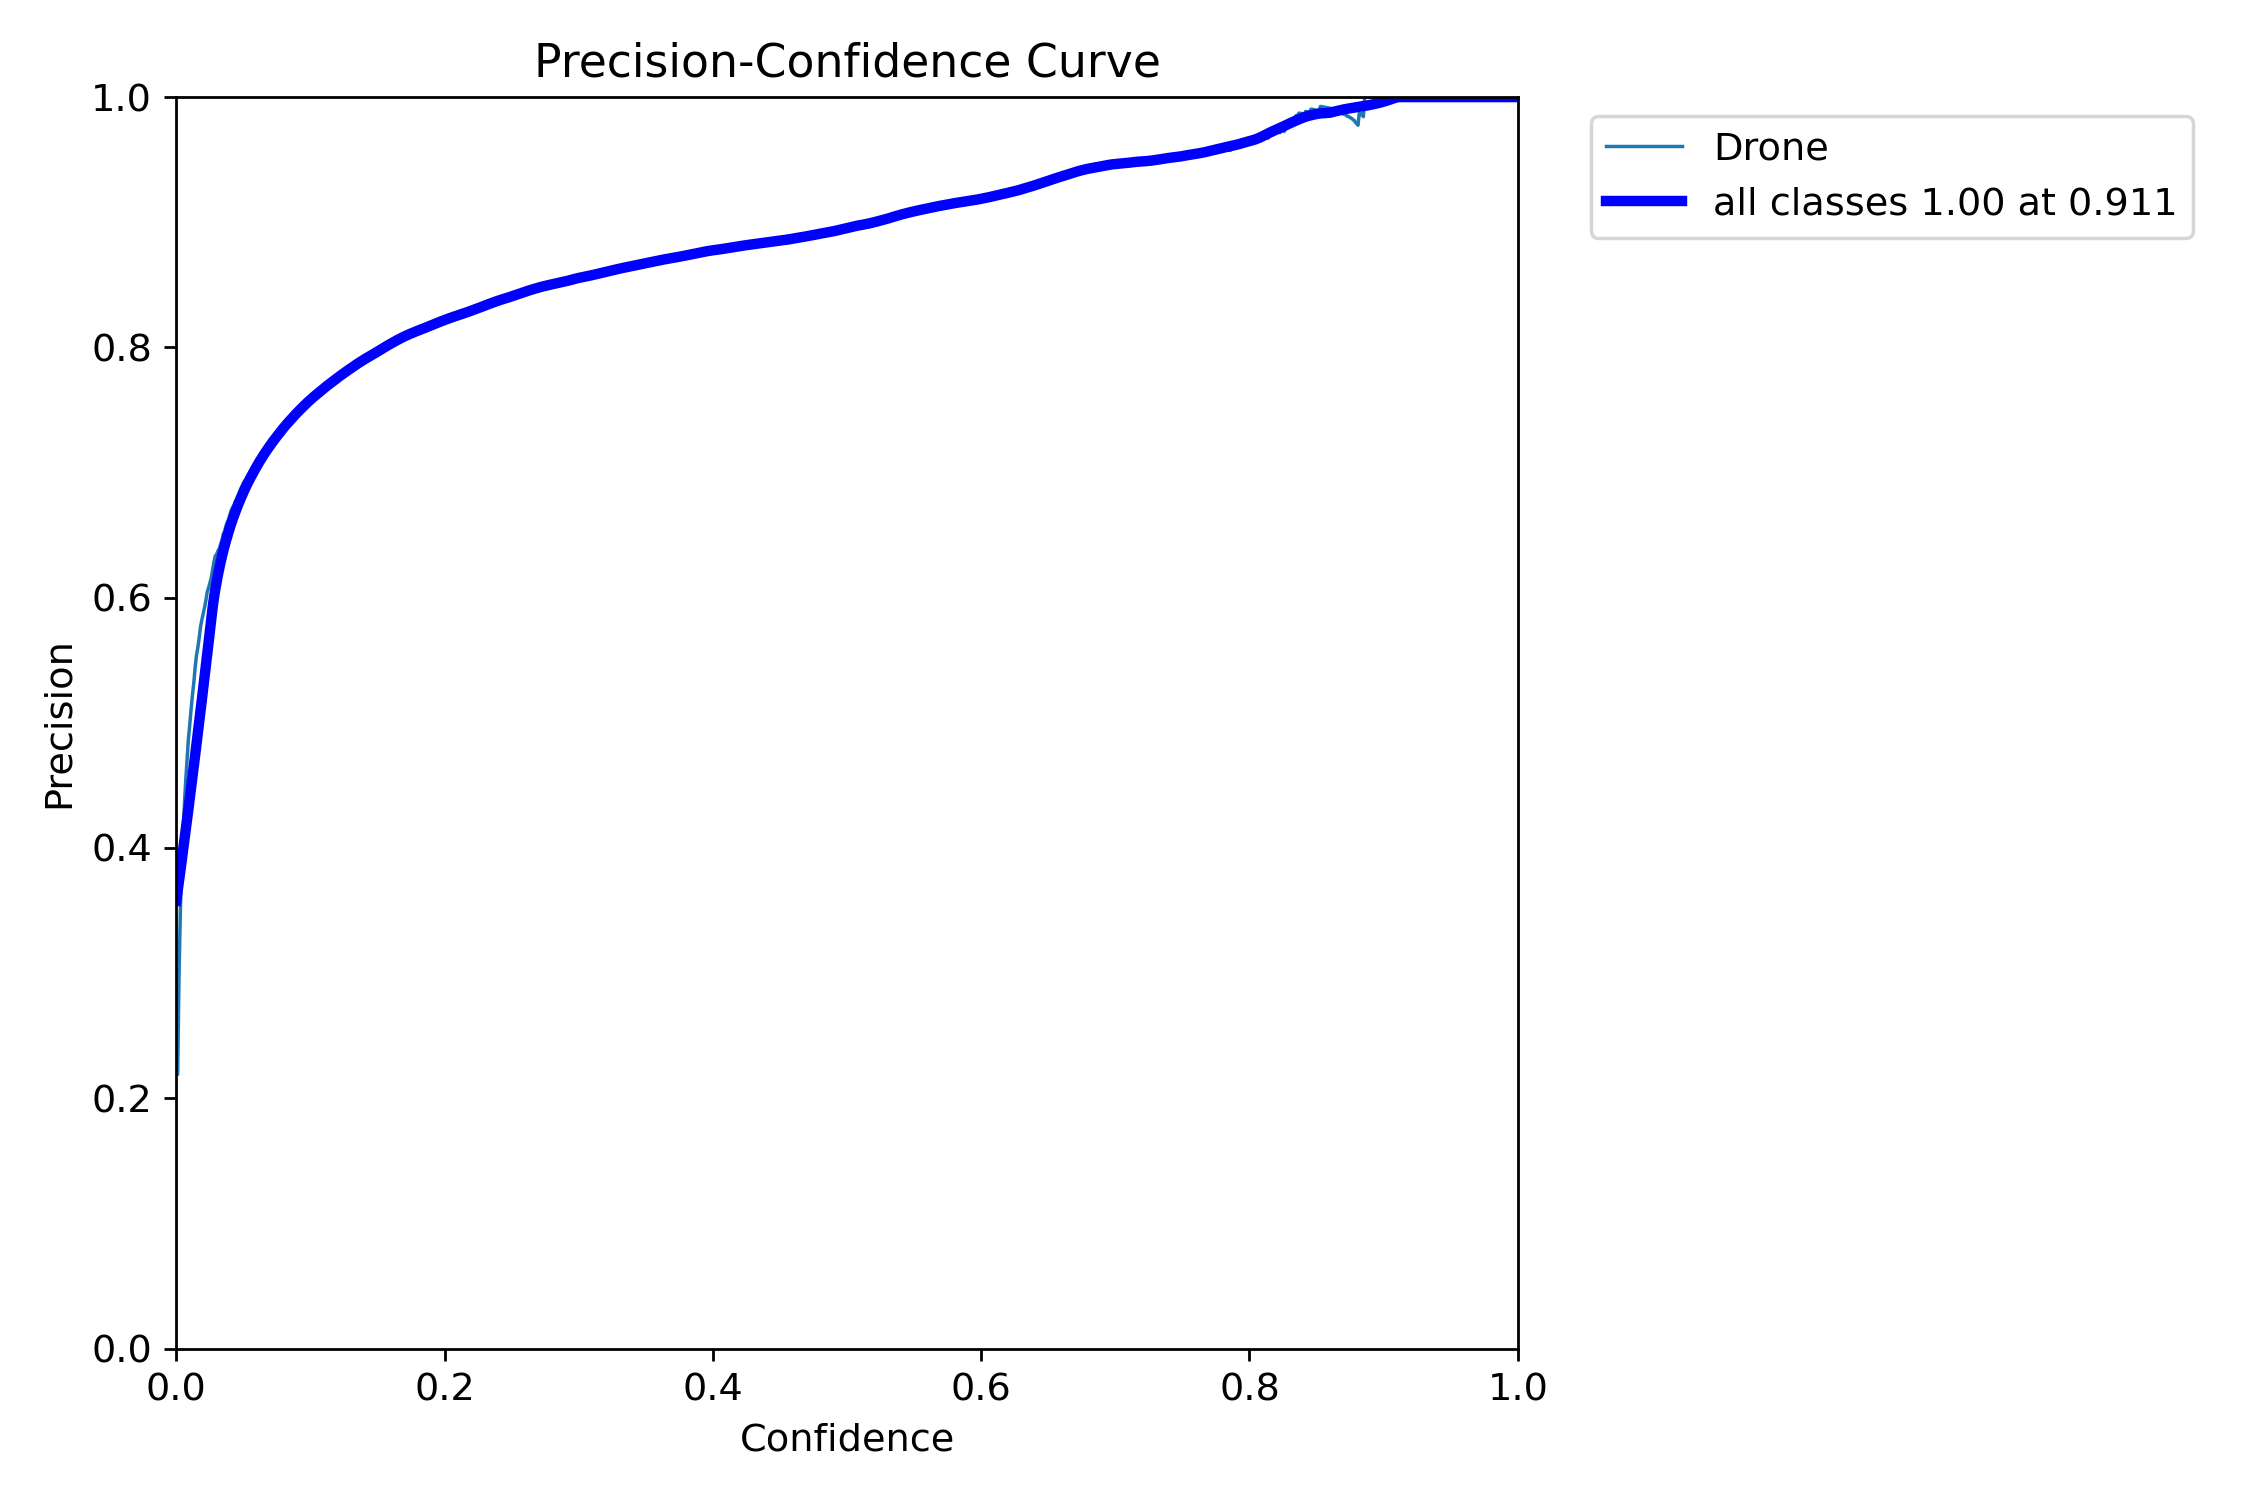 Precision-Confidence Curve
1.0
0.8
0.6
0.4
0.2
0.0
Precision
0.0 0.2 0.4 0.6 0.8 1.0
Confidence
Drone
all classes 1.00 at 0.911